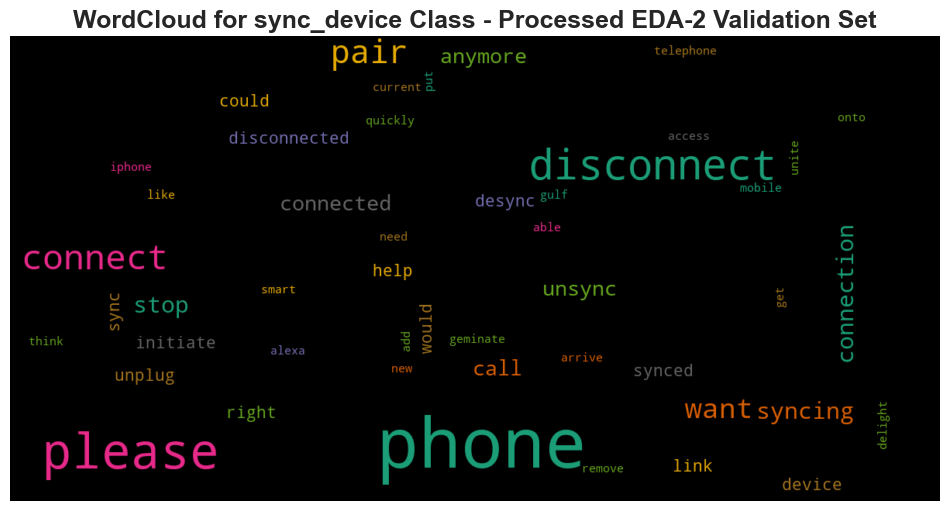 WordCloud for sync_device Class - Processed EDA-2 Validation Set
pair
anymore
telephone
put
current
could
quickly
onto
disconnected
access
disconnect
unite
iphone
like
mobile
gulf
connected
desync
able
need
connection
connect
help
smart
unsync
get
sync
stop
would
add
geminate
think
initiate
alexa
arrive
new
call
synced
unplug
want
syncing
right
delight
please
phone
remove
link
device